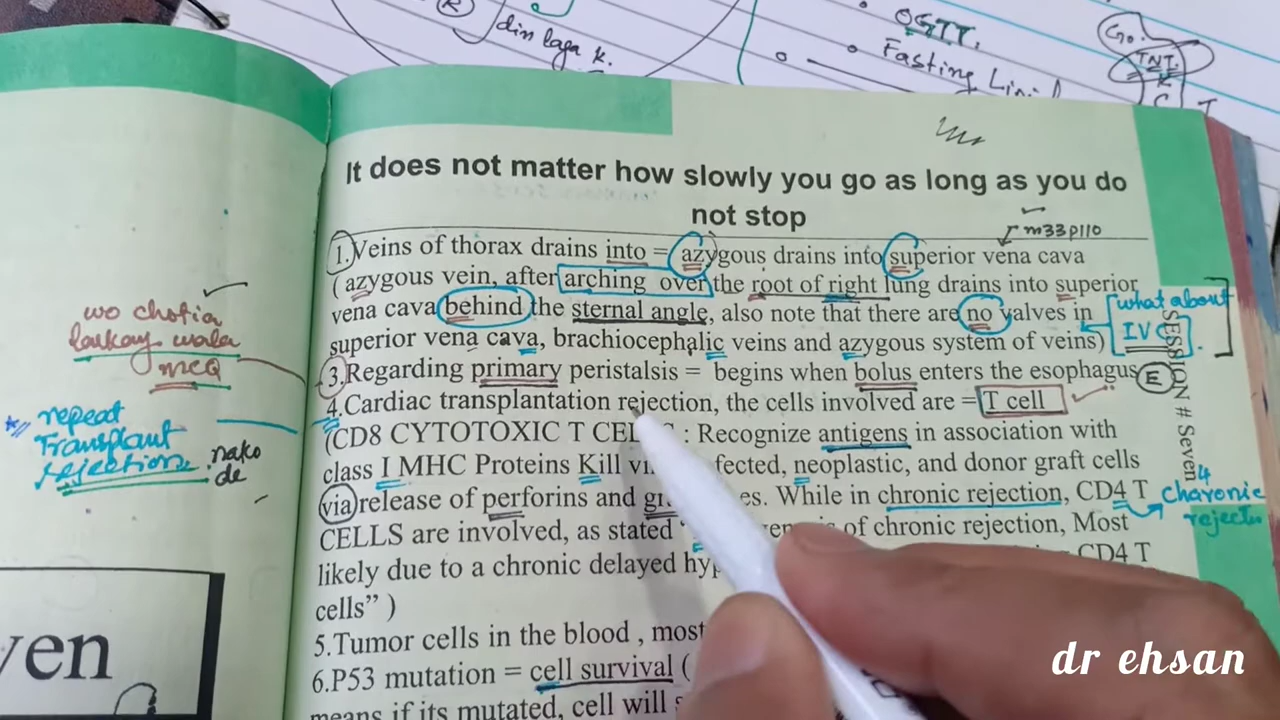 din laga k.
OGTT.
Fasting
It does not matter how slowly you go as long as you do
not stop
m33p110
1.Veins of thorax drains into = azygous drains into superior vena cava
( azygous vein, after arching over the root of right lung drains into superior
vena cava behind the sternal angle, also note that there are no valves in
superior vena cava, brachiocephalic veins and azygous system of veins)
what about
IVC
3.Regarding primary peristalsis = begins when bolus enters the esophagus
E
4.Cardiac transplantation rejection, the cells involved are = T cell
(CD8 CYTOTOXIC T : Recognize antigens in association with
class I MHC Proteins Kill fected, neoplastic, and donor graft cells
via release of perforins and es. While in chronic rejection, CD4 T
CELLS are involved, as stated of chronic rejection, Most
likely due to a chronic delayed CD4 T
cells” )
5.Tumor cells in the blood , most
6.P53 mutation = cell survival (
means if its mutated, cell will
SESSION # Seven
4
wo chotia
wala
MCQ
repeat
Transplant
rejection. nako
de
ven
dr ehsan